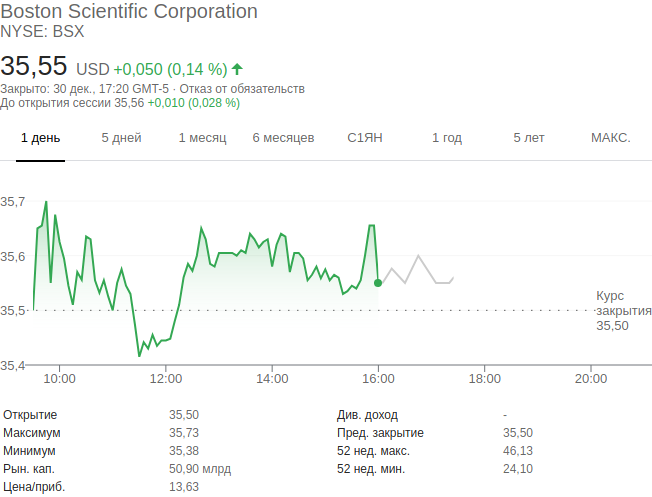 Boston Scientific Corporation
NYSE: BSX
35,55 USD +0,050 (0,14 %)
Закрыто: 30 дек., 17:20 GMT-5 · Отказ от обязательств
До открытия сессии 35,56 +0,010 (0,028 %)
1 день 5 дней 1 месяц 6 месяцев С1ЯН 1 год 5 лет МАКС.
35,7
35,6
35,5
35,4
Курс
закрытия
35,50
10:00 12:00 14:00 16:00 18:00 20:00
Открытие 35,50 Див. доход -
Максимум 35,73 Пред. закрытие 35,50
Минимум 35,38 52 нед. макс. 46,13
Рын. кап. 50,90 млрд 52 нед. мин. 24,10
Цена/приб. 13,63